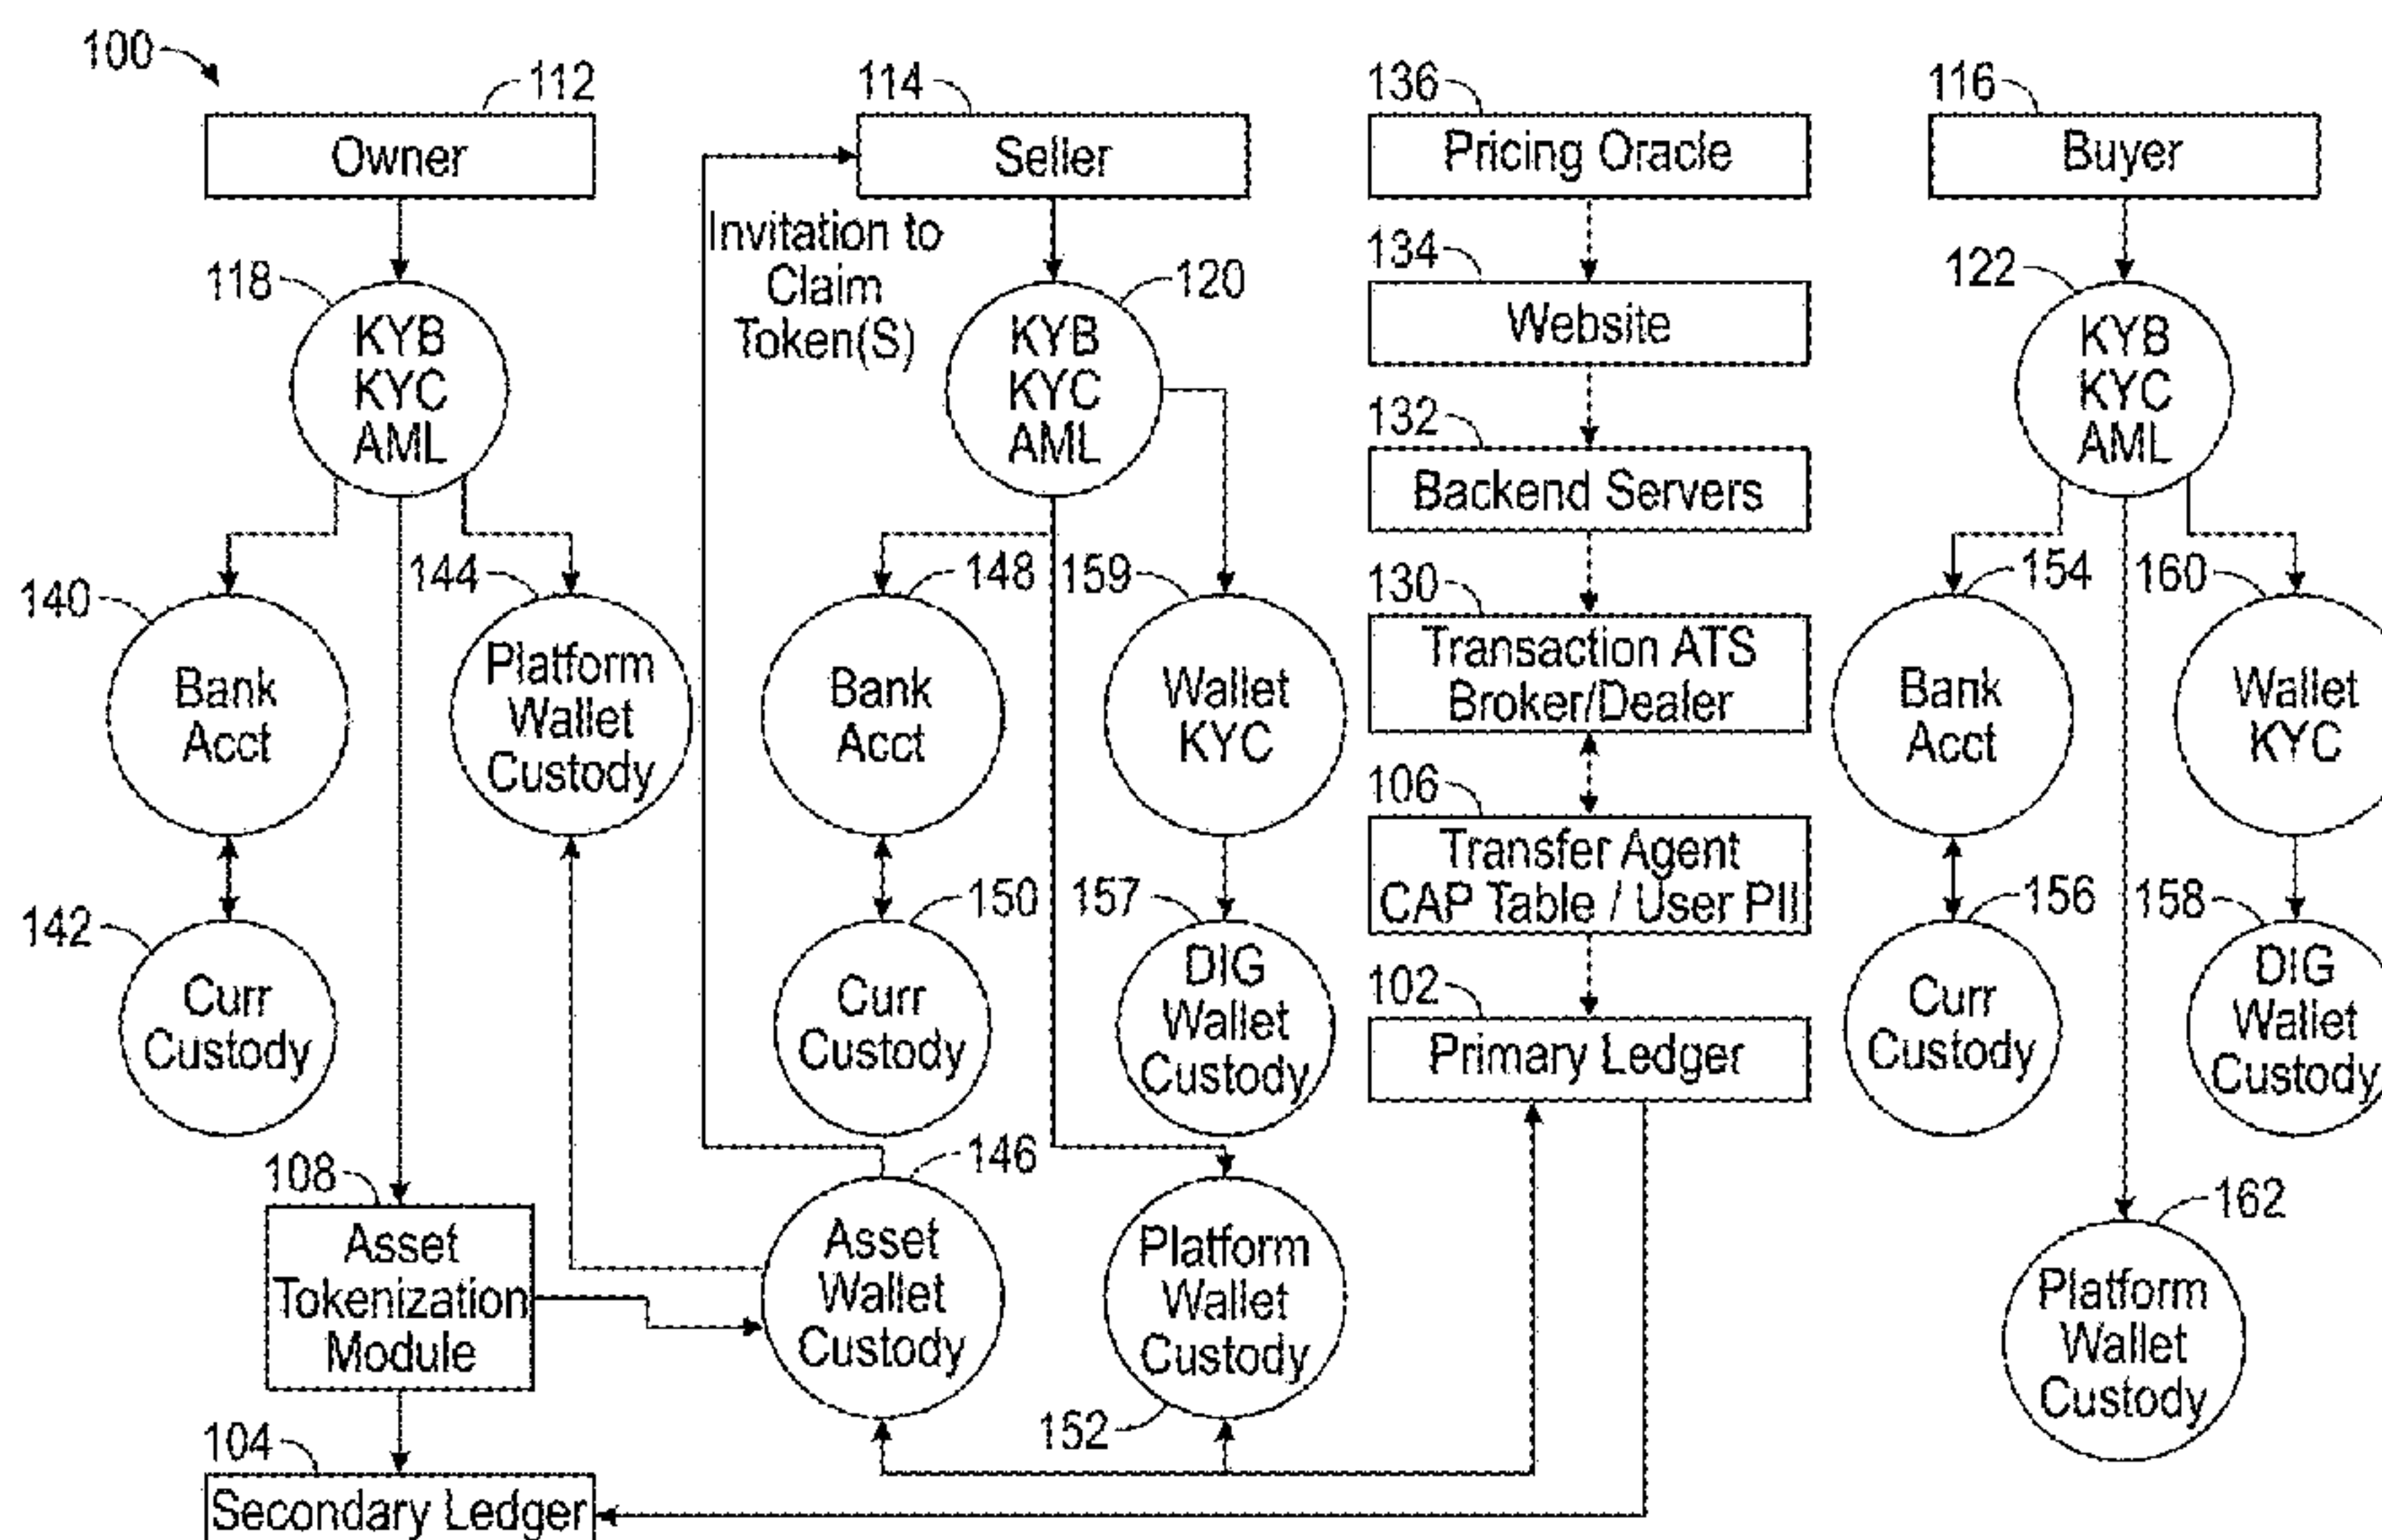 100
112
114
136
116
Owner
Seller
Pricing Oracle
Buyer
Invitation to
Claim
Token(S)
118
120
134
122
KYB
KYC
AML
KYB
KYC
AML
Website
KYB
KYC
AML
132
Backend Servers
140
144
148
159
130
154
160
Bank
Acct
Platform
Wallet
Custody
Bank
Acct
Wallet
KYC
Transaction ATS
Broker/Dealer
Bank
Acct
Wallet
KYC
106
Transfer Agent
CAP Table / User PII
142
150
157
156
158
Curr
Custody
Curr
Custody
DIG
Wallet
Custody
102
Primary Ledger
Curr
Custody
DIG
Wallet
Custody
108
146
162
Asset
Tokenization
Module
Asset
Wallet
Custody
Platform
Wallet
Custody
Platform
Wallet
Custody
152
104
Secondary Ledger